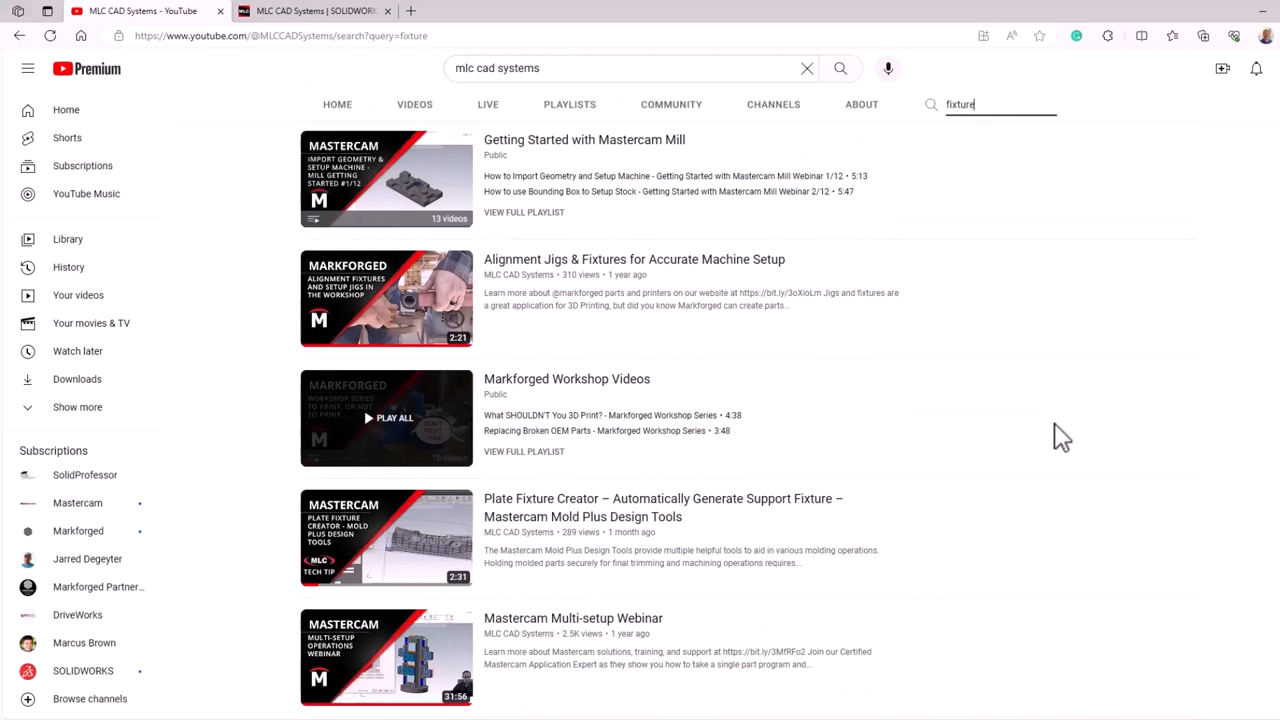 MLC CAD Systems - YouTube
MLC CAD Systems | SOLIDWORK
https://www.youtube.com/@MLCCADSystems/search?query=fixture
Premium
mlc cad systems
HOME VIDEOS LIVE PLAYLISTS COMMUNITY CHANNELS ABOUT fixture
Home
Shorts
Subscriptions
YouTube Music
Library
History
Your videos
Your movies & TV
Watch later
Downloads
Show more
Subscriptions
SolidProfessor
Mastercam
Markforged
Jarred Degeyter
Markforged Partner...
DriveWorks
Marcus Brown
SOLIDWORKS
Browse channels
MASTERCAM
IMPORT GEOMETRY &
SETUP MACHINE -
MILL GETTING
STARTED #1/12
M
13 videos
Getting Started with Mastercam Mill
Public
How to Import Geometry and Setup Machine - Getting Started with Mastercam Mill Webinar 1/12 • 5:13
How to use Bounding Box to Setup Stock - Getting Started with Mastercam Mill Webinar 2/12 • 5:47
VIEW FULL PLAYLIST
MARKFORGED
ALIGNMENT FIXTURES
AND SETUP JIGS IN
THE WORKSHOP
M
2:21
Alignment Jigs & Fixtures for Accurate Machine Setup
MLC CAD Systems • 310 views • 1 year ago
Learn more about @markforged parts and printers on our website at https://bit.ly/3oXioLm Jigs and fixtures are
a great application for 3D Printing, but did you know Markforged can create parts...
MARKFORGED
WORKSHOP SERIES
TO PRINT, OR NOT
TO PRINT
M
PLAY ALL
10 videos
Markforged Workshop Videos
Public
What SHOULDN'T You 3D Print? - Markforged Workshop Series • 4:38
Replacing Broken OEM Parts - Markforged Workshop Series • 3:48
VIEW FULL PLAYLIST
MASTERCAM
PLATE FIXTURE
CREATOR - MOLD
PLUS DESIGN
TOOLS
MLC
TECH TIP
2:31
Plate Fixture Creator – Automatically Generate Support Fixture –
Mastercam Mold Plus Design Tools
MLC CAD Systems • 289 views • 1 month ago
The Mastercam Mold Plus Design Tools provide multiple helpful tools to aid in various molding operations.
Holding molded parts securely for final trimming and machining operations requires...
MASTERCAM
MULTI-SETUP
OPERATIONS
WEBINAR
M
31:56
Mastercam Multi-setup Webinar
MLC CAD Systems • 2.5K views • 1 year ago
Learn more about Mastercam solutions, training, and support at https://bit.ly/3MfRFo2 Join our Certified
Mastercam Application Expert as they show you how to take a single part program and...